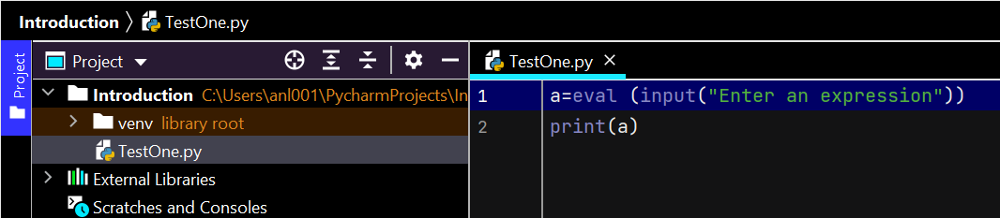 Introduction 〉 TestOne.py
Project
Project
TestOne.py ×
Introduction C:\Users\anl001\PycharmProjects\In
venv library root
TestOne.py
External Libraries
Scratches and Consoles
1 a=eval (input("Enter an expression"))
2 print(a)